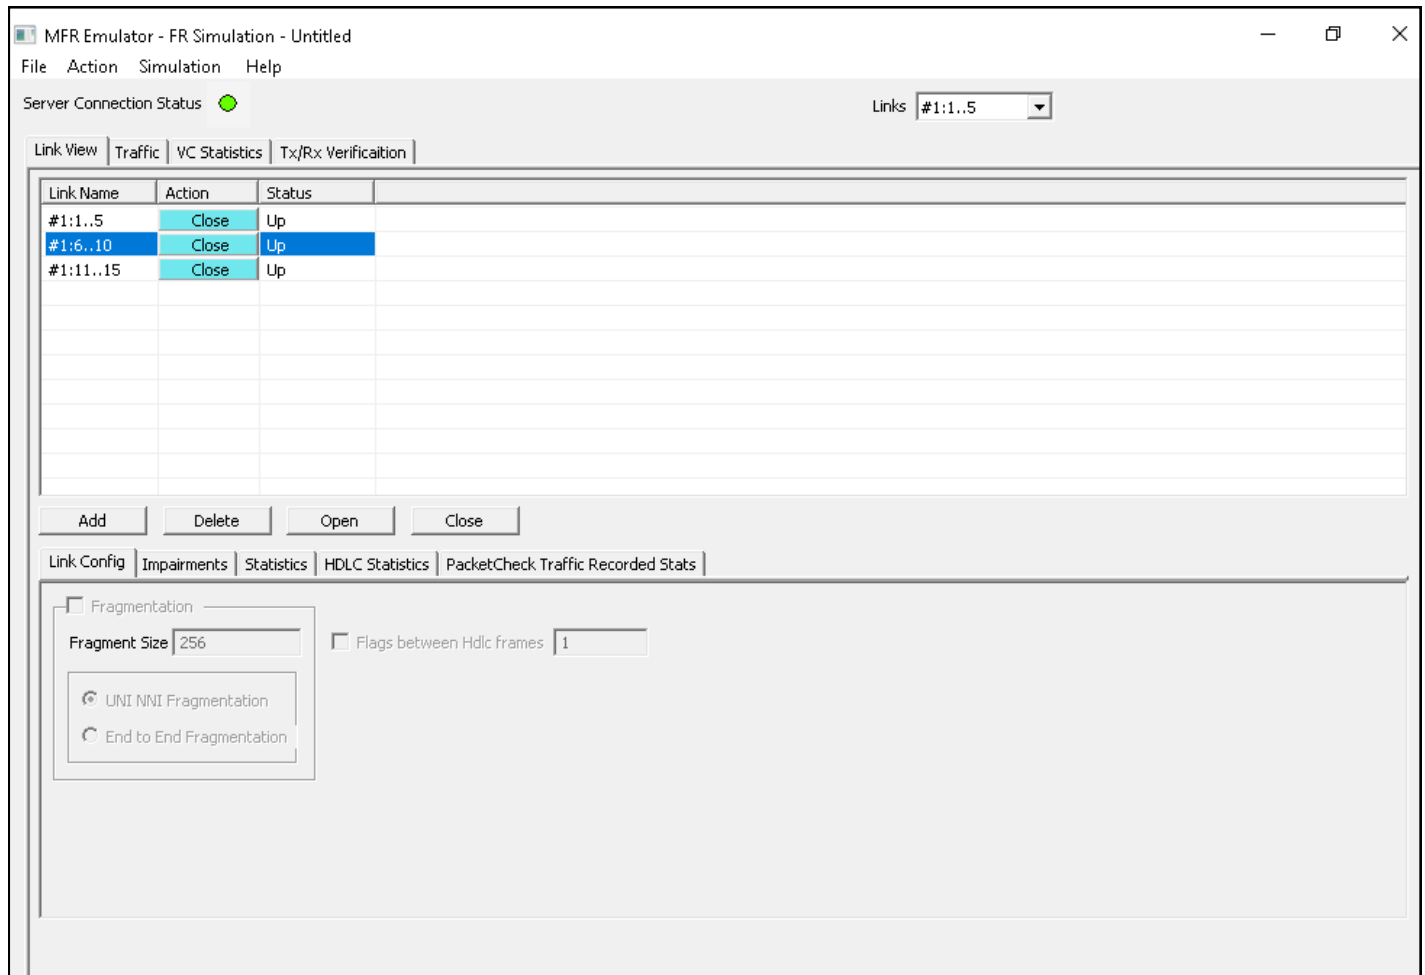 MFR Emulator - FR Simulation - Untitled
File Action Simulation Help
Server Connection Status Links #1:1..5
Link View Traffic VC Statistics Tx/Rx Verificaition
Link Name Action Status
#1:1..5 Close Up
#1:6..10 Close Up
#1:11..15 Close Up
Add Delete Open Close
Link Config Impairments Statistics HDLC Statistics PacketCheck Traffic Recorded Stats
Fragmentation
Fragment Size 256 Flags between Hdlc frames 1
UNI NNI Fragmentation
End to End Fragmentation